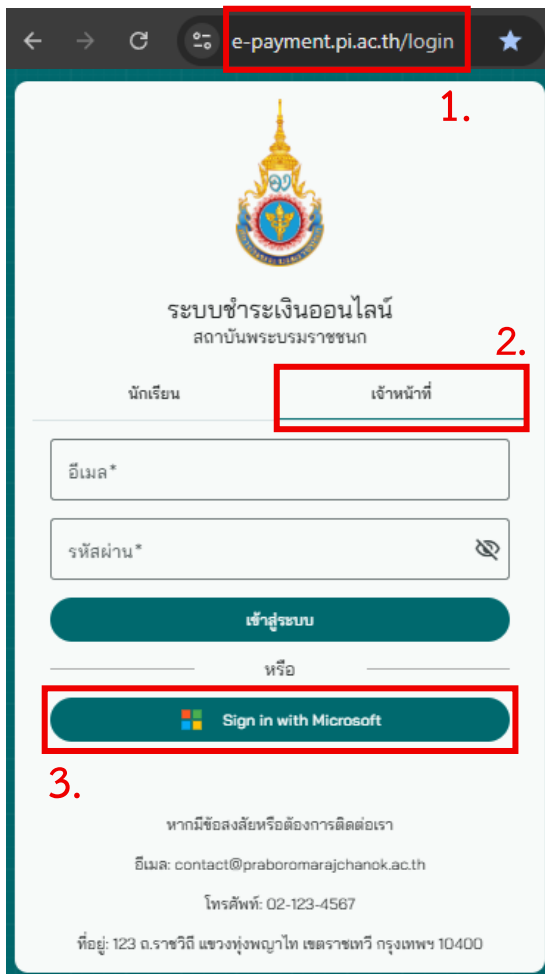 e-payment.pi.ac.th/login
1.
ระบบชำระเงินออนไลน์
สถาบันพระบรมราชชนก
2.
นักเรียน เจ้าหน้าที่
อีเมล*
รหัสผ่าน*
เข้าสู่ระบบ
หรือ
Sign in with Microsoft
3.
หากมีข้อสงสัยหรือต้องการติดต่อเรา
อีเมล: contact@praboromarajchanok.ac.th
โทรศัพท์: 02-123-4567
ที่อยู่: 123 ถ.ราชวิถี แขวงทุ่งพญาไท เขตราชเทวี กรุงเทพฯ 10400